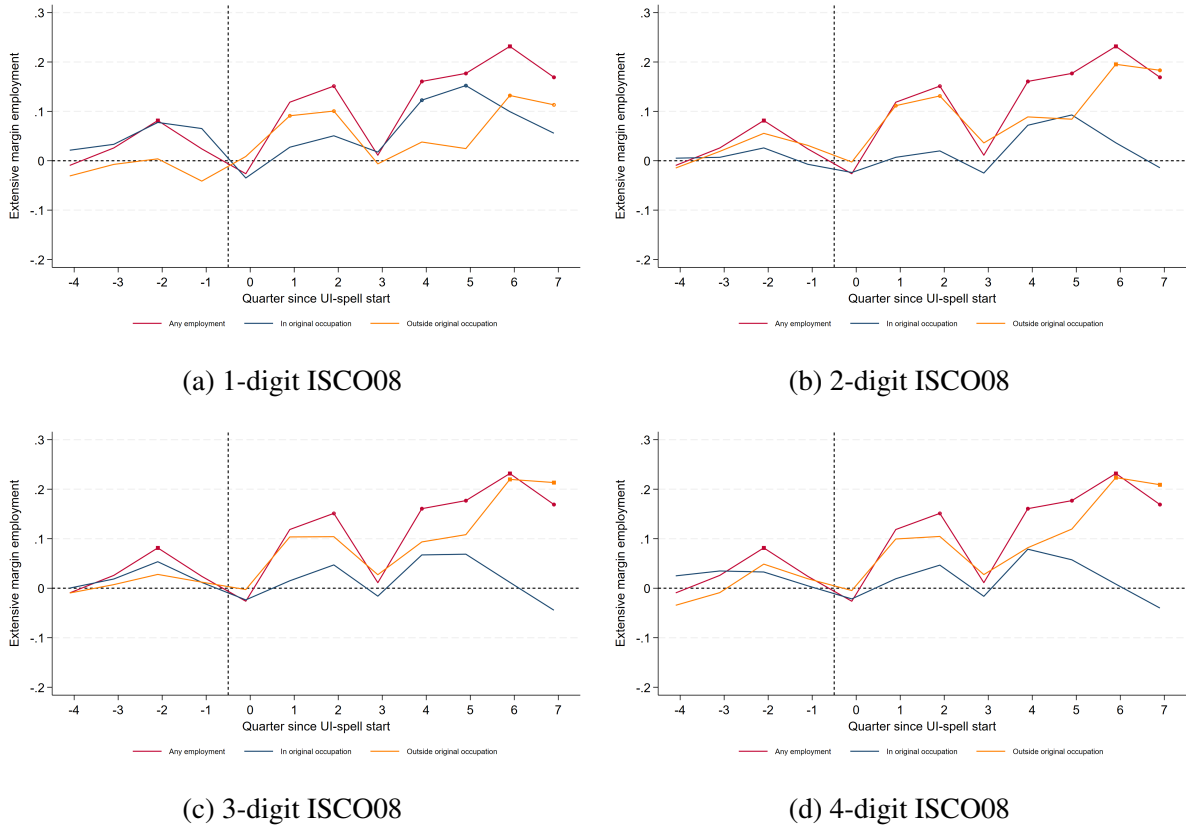 .3
.2
.1
0
-.1
-.2
Extensive margin employment
-4 -3 -2 -1 0 1 2 3 4 5 6 7
Quarter since UI-spell start
Any employment In original occupation Outside original occupation
(a) 1-digit ISCO08
.3
.2
.1
0
-.1
-.2
Extensive margin employment
-4 -3 -2 -1 0 1 2 3 4 5 6 7
Quarter since UI-spell start
Any employment In original occupation Outside original occupation
(b) 2-digit ISCO08
.3
.2
.1
0
-.1
-.2
Extensive margin employment
-4 -3 -2 -1 0 1 2 3 4 5 6 7
Quarter since UI-spell start
Any employment In original occupation Outside original occupation
(c) 3-digit ISCO08
.3
.2
.1
0
-.1
-.2
Extensive margin employment
-4 -3 -2 -1 0 1 2 3 4 5 6 7
Quarter since UI-spell start
Any employment In original occupation Outside original occupation
(d) 4-digit ISCO08